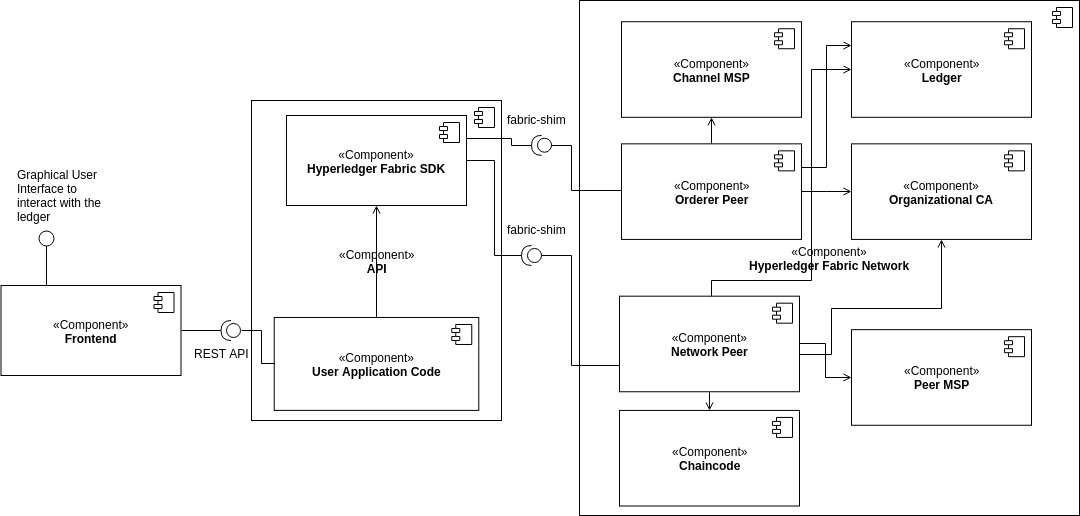 Graphical User
Interface to
interact with the
ledger
«Component»
Frontend
REST API
«Component»
Hyperledger Fabric SDK
«Component»
API
«Component»
User Application Code
fabric-shim
fabric-shim
«Component»
Channel MSP
«Component»
Ledger
«Component»
Orderer Peer
«Component»
Organizational CA
«Component»
Hyperledger Fabric Network
«Component»
Network Peer
«Component»
Peer MSP
«Component»
Chaincode